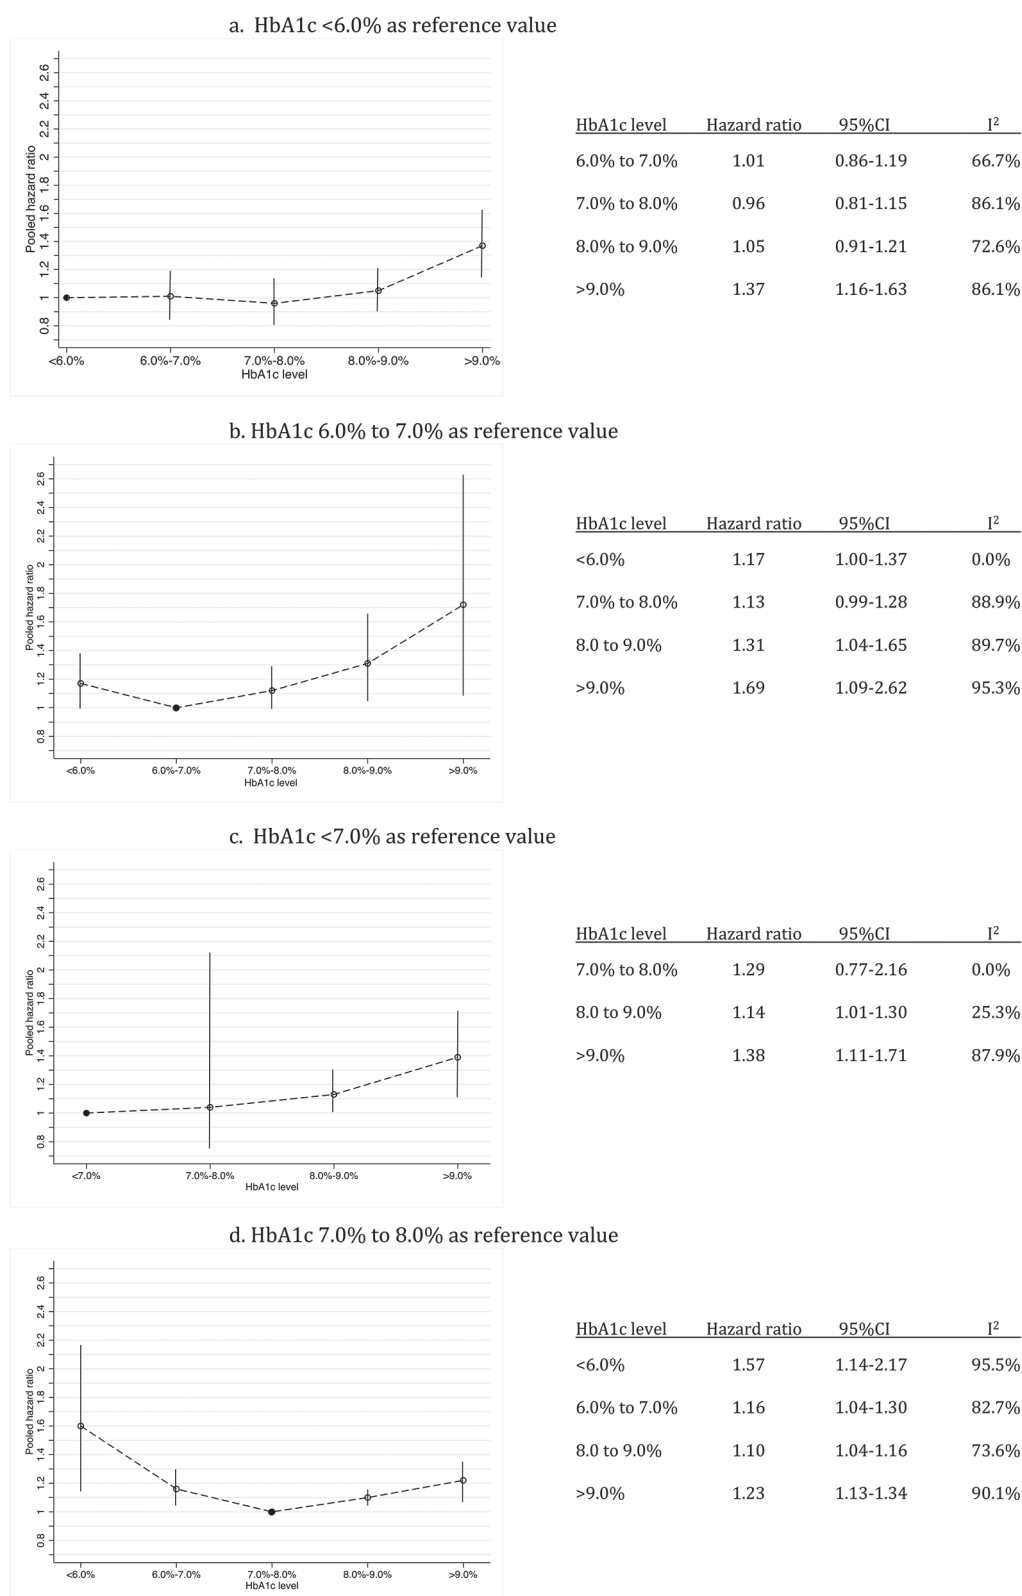 a. HbA1c <6.0% as reference value
Pooled hazard ratio
2.6
2.4
2.2
2
1.8
1.6
1.4
1.2
1
0.8
<6.0% 6.0%-7.0% 7.0%-8.0% 8.0%-9.0% >9.0%
HbA1c level
HbA1c level Hazard ratio 95%CI I²
6.0% to 7.0% 1.01 0.86-1.19 66.7%
7.0% to 8.0% 0.96 0.81-1.15 86.1%
8.0% to 9.0% 1.05 0.91-1.21 72.6%
>9.0% 1.37 1.16-1.63 86.1%
b. HbA1c 6.0% to 7.0% as reference value
Pooled hazard ratio
2.6
2.4
2.2
2
1.8
1.6
1.4
1.2
1
0.8
<6.0% 6.0%-7.0% 7.0%-8.0% 8.0%-9.0% >9.0%
HbA1c level
HbA1c level Hazard ratio 95%CI I²
<6.0% 1.17 1.00-1.37 0.0%
7.0% to 8.0% 1.13 0.99-1.28 88.9%
8.0 to 9.0% 1.31 1.04-1.65 89.7%
>9.0% 1.69 1.09-2.62 95.3%
c. HbA1c <7.0% as reference value
Pooled hazard ratio
2.6
2.4
2.2
2
1.8
1.6
1.4
1.2
1
0.8
<7.0% 7.0%-8.0% 8.0%-9.0% >9.0%
HbA1c level
HbA1c level Hazard ratio 95%CI I²
7.0% to 8.0% 1.29 0.77-2.16 0.0%
8.0 to 9.0% 1.14 1.01-1.30 25.3%
>9.0% 1.38 1.11-1.71 87.9%
d. HbA1c 7.0% to 8.0% as reference value
Pooled hazard ratio
2.6
2.4
2.2
2
1.8
1.6
1.4
1.2
1
0.8
<6.0% 6.0%-7.0% 7.0%-8.0% 8.0%-9.0% >9.0%
HbA1c level
HbA1c level Hazard ratio 95%CI I²
<6.0% 1.57 1.14-2.17 95.5%
6.0% to 7.0% 1.16 1.04-1.30 82.7%
8.0 to 9.0% 1.10 1.04-1.16 73.6%
>9.0% 1.23 1.13-1.34 90.1%